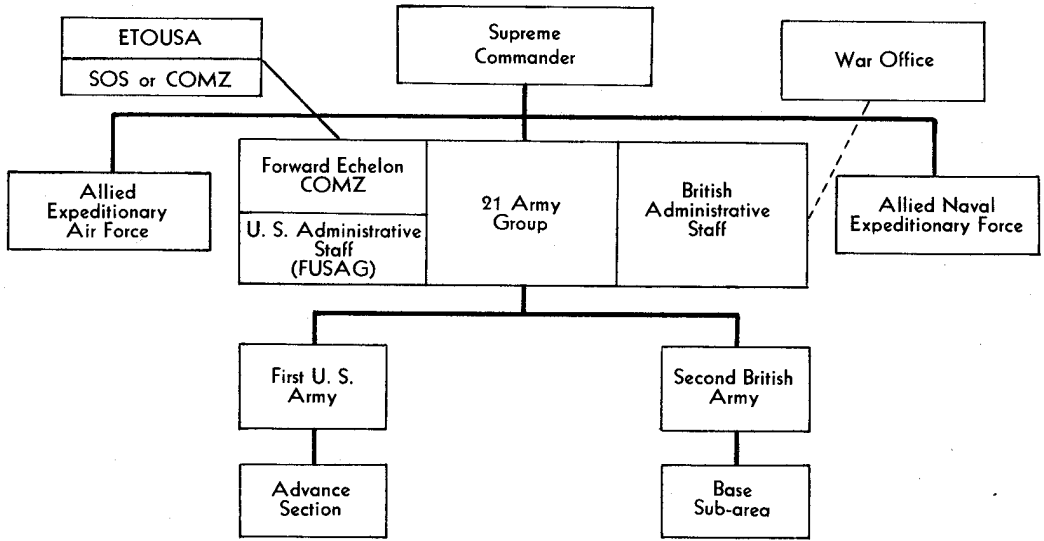 ETOUSA
SOS or COMZ
Supreme
Commander
War Office
Allied
Expeditionary
Air Force
Forward Echelon
COMZ
U. S. Administrative
Staff
(FUSAG)
21 Army
Group
British
Administrative
Staff
Allied Naval
Expeditionary Force
First U. S.
Army
Second British
Army
Advance
Section
Base
Sub-area